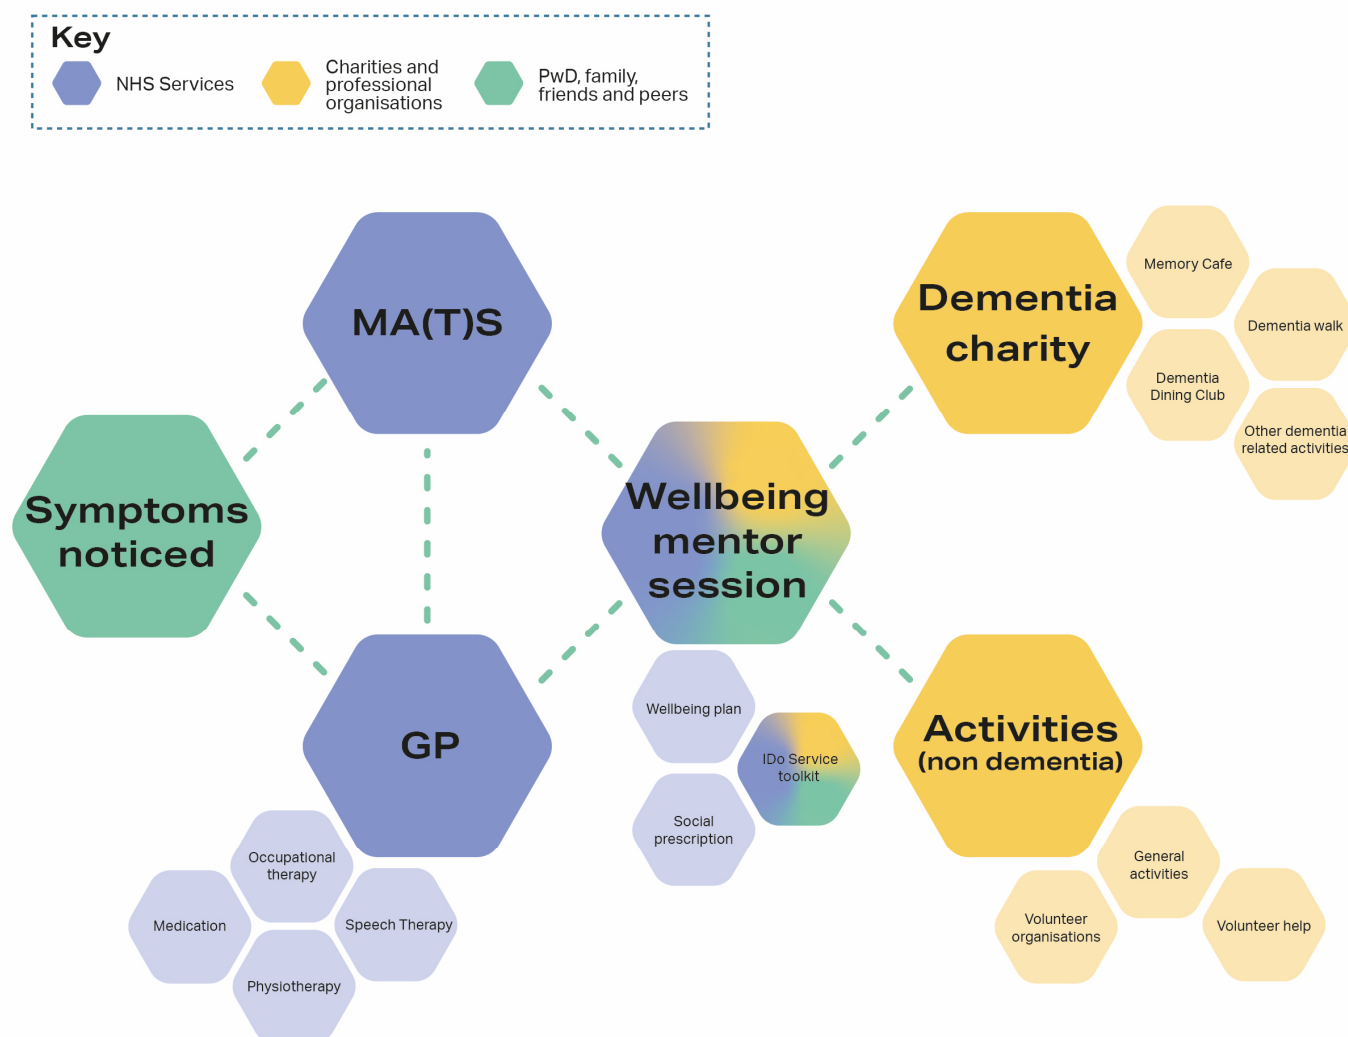 Key
NHS Services
Charities and
professional
organisations
PwD, family,
friends and peers
MA(T)S
Dementia
charity
Memory Cafe
Dementia walk
Dementia
Dining Club
Other dementia
related activities
Symptoms
noticed
Wellbeing
mentor
session
GP
Wellbeing plan
IDo Service
toolkit
Social
prescription
Activities
(non dementia)
Occupational
therapy
Medication
Speech Therapy
Physiotherapy
General
activities
Volunteer
organisations
Volunteer help